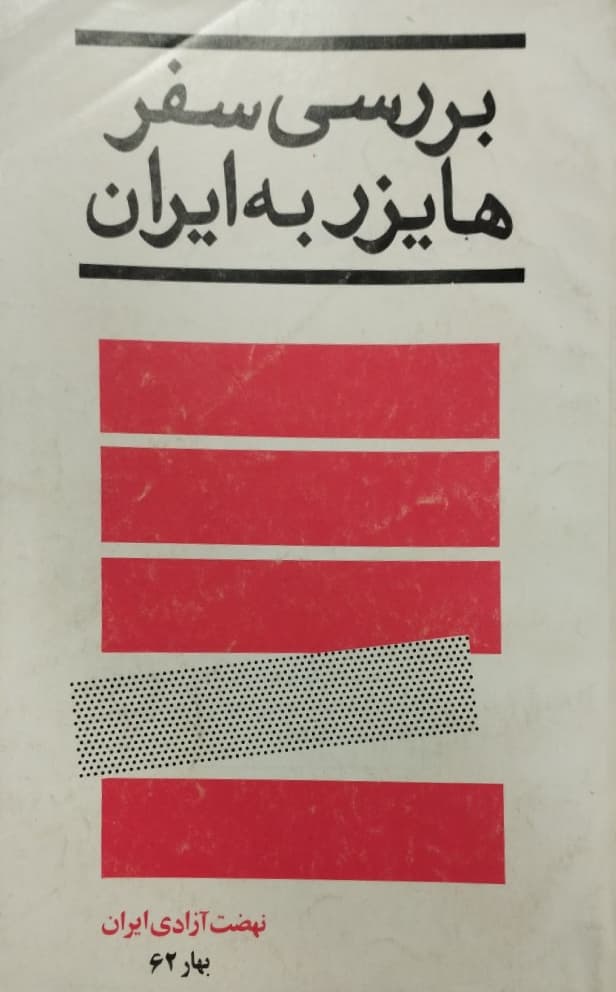 بررسی سفر
هایزر به ایران
نهضت آزادی ایران
بهار ۶۲